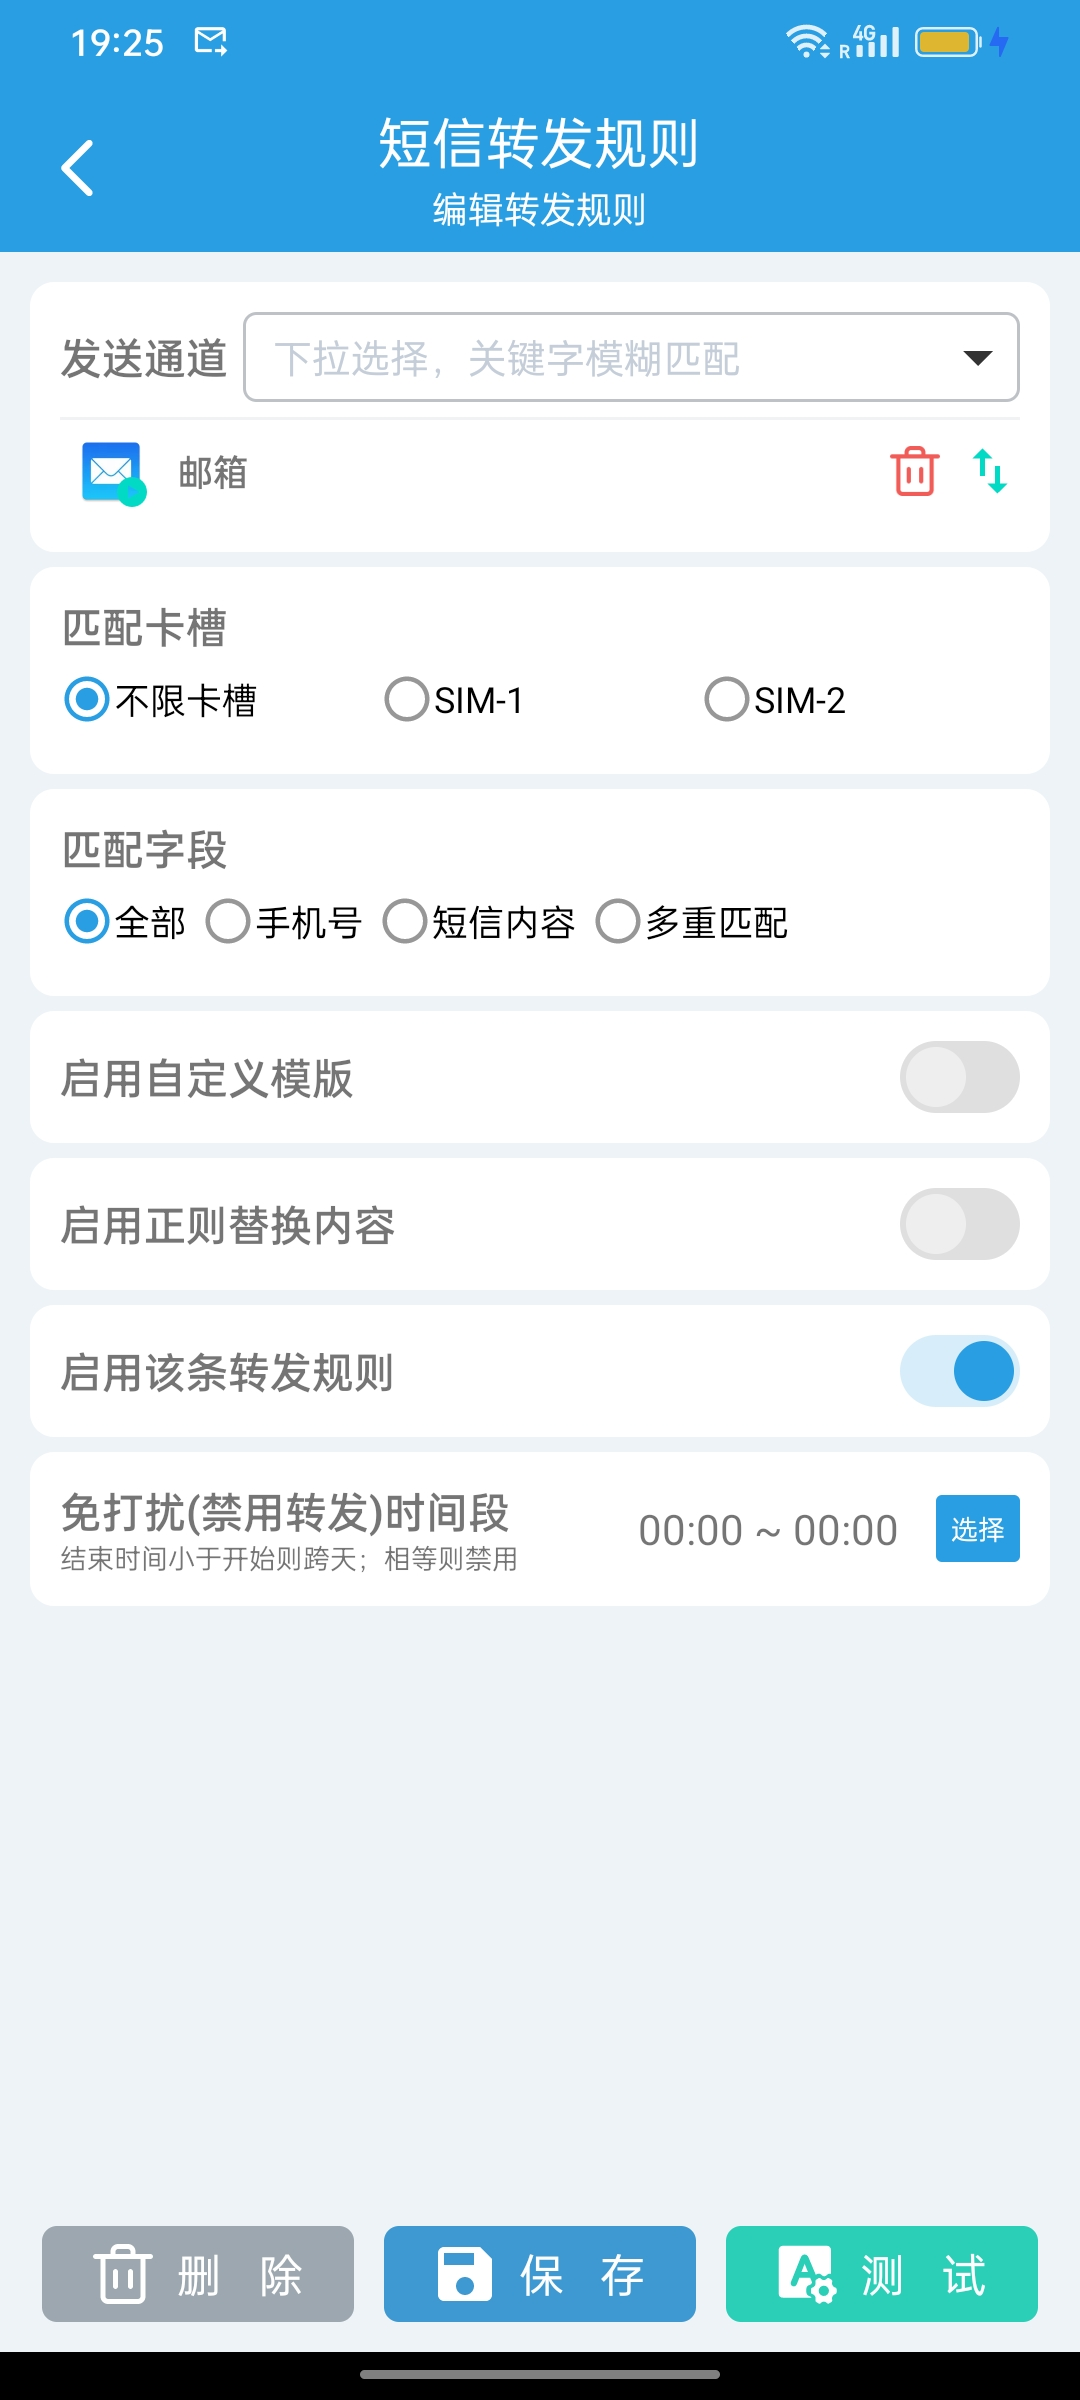 19:25
4G
R
短信转发规则
编辑转发规则
发送通道
下拉选择，关键字模糊匹配
邮箱
匹配卡槽
不限卡槽 SIM-1 SIM-2
匹配字段
全部 手机号 短信内容 多重匹配
启用自定义模版
启用正则替换内容
启用该条转发规则
免打扰(禁用转发)时间段
结束时间小于开始则跨天；相等则禁用
00:00 ~ 00:00
选择
删 除
保 存
测 试